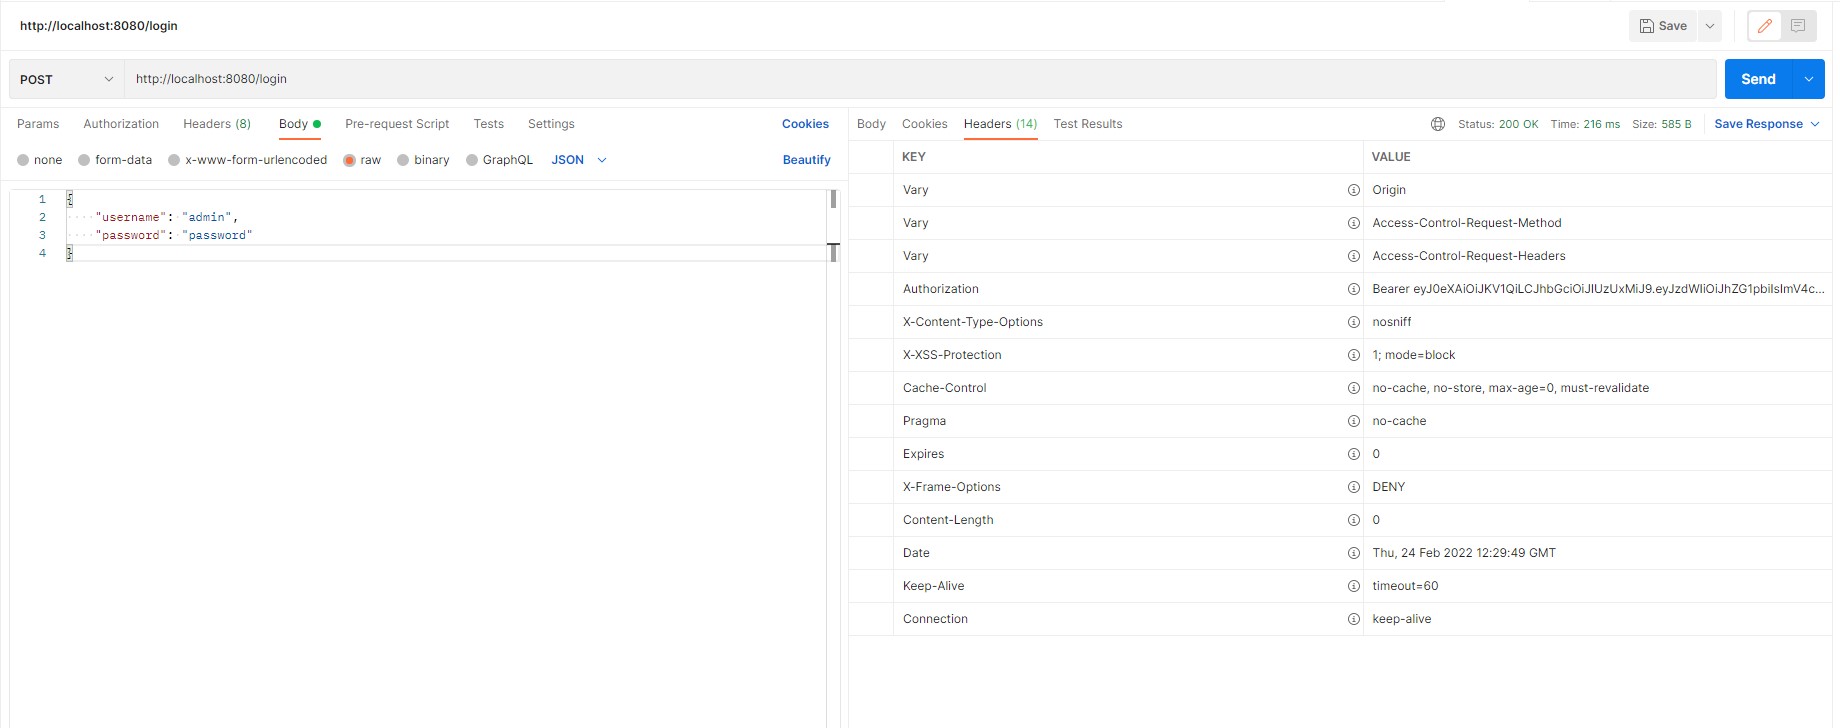 http://localhost:8080/login
Save
POST
http://localhost:8080/login
Send
Params Authorization Headers (8) Body Pre-request Script Tests Settings Cookies
none form-data x-www-form-urlencoded raw binary GraphQL JSON Beautify
1 {
2 "username": "admin",
3 "password": "password"
4 }
Body Cookies Headers (14) Test Results Status: 200 OK Time: 216 ms Size: 585 B Save Response
KEY VALUE
Vary Origin
Vary Access-Control-Request-Method
Vary Access-Control-Request-Headers
Authorization Bearer eyJ0eXAiOiJKV1QiLCJhbGciOiJIUzUxMiJ9.eyJzdWIiOiJhZG1pbiIsImV4c...
X-Content-Type-Options nosniff
X-XSS-Protection 1; mode=block
Cache-Control no-cache, no-store, max-age=0, must-revalidate
Pragma no-cache
Expires 0
X-Frame-Options DENY
Content-Length 0
Date Thu, 24 Feb 2022 12:29:49 GMT
Keep-Alive timeout=60
Connection keep-alive